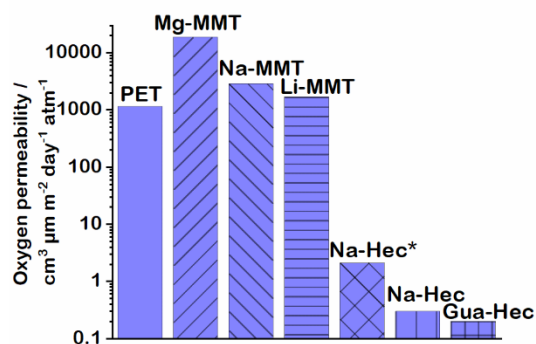 Oxygen permeability /
cm³ µm m⁻² day⁻¹ atm⁻¹
10000
1000
100
10
1
0.1
PET
Mg-MMT
Na-MMT
Li-MMT
Na-Hec*
Na-Hec
Gua-Hec